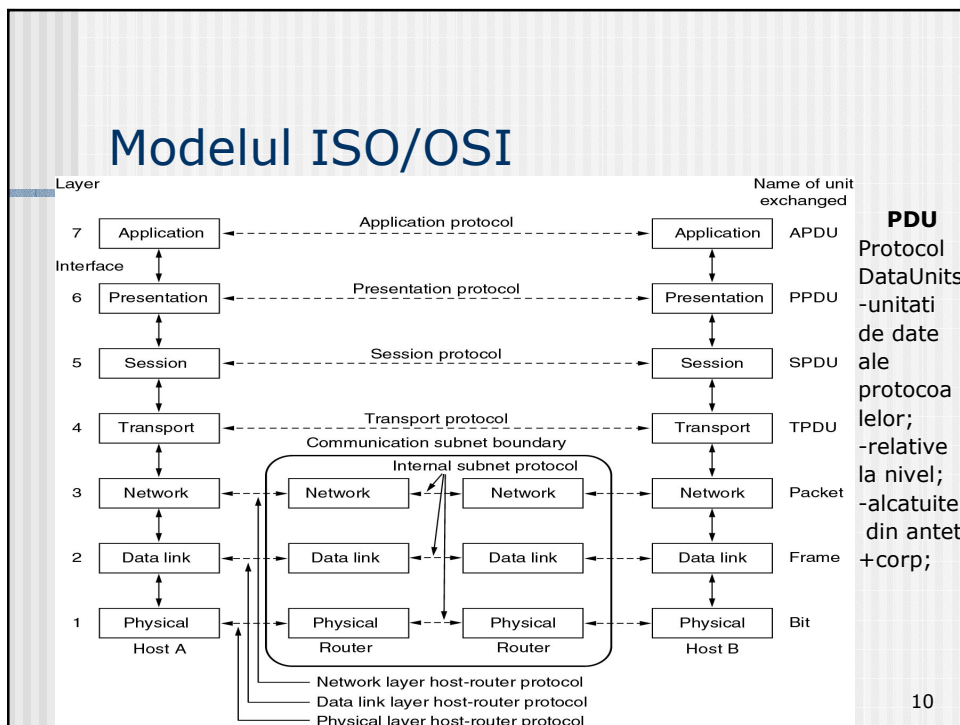 Modelul ISO/OSI
Layer
Name of unit
exchanged
7 Application Application protocol Application APDU
Interface
6 Presentation Presentation protocol Presentation PPDU
5 Session Session protocol Session SPDU
4 Transport Transport protocol Transport TPDU
Communication subnet boundary
Internal subnet protocol
3 Network Network Network Network Packet
2 Data link Data link Data link Data link Frame
1 Physical Physical Physical Physical Bit
Host A Router Router Host B
Network layer host-router protocol
Data link layer host-router protocol
Physical layer host-router protocol
PDU
Protocol
DataUnits
-unitati
de date
ale
protocoa
lelor;
-relative
la nivel;
-alcatuite
din antet
+corp;
10